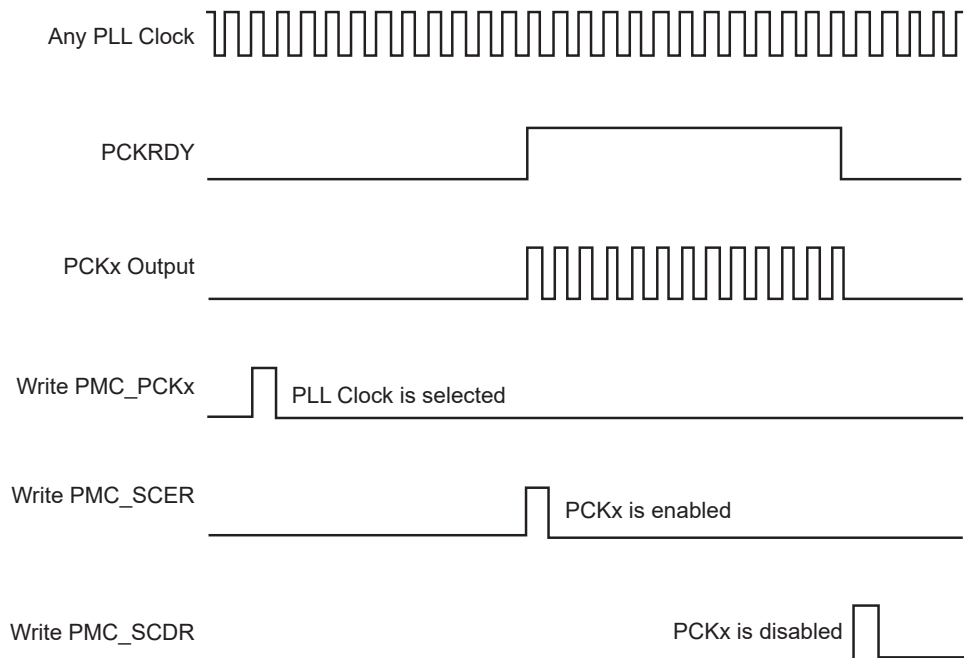 Any PLL Clock
PCKRDY
PCKx Output
Write PMC_PCKx
PLL Clock is selected
Write PMC_SCER
PCKx is enabled
Write PMC_SCDR
PCKx is disabled